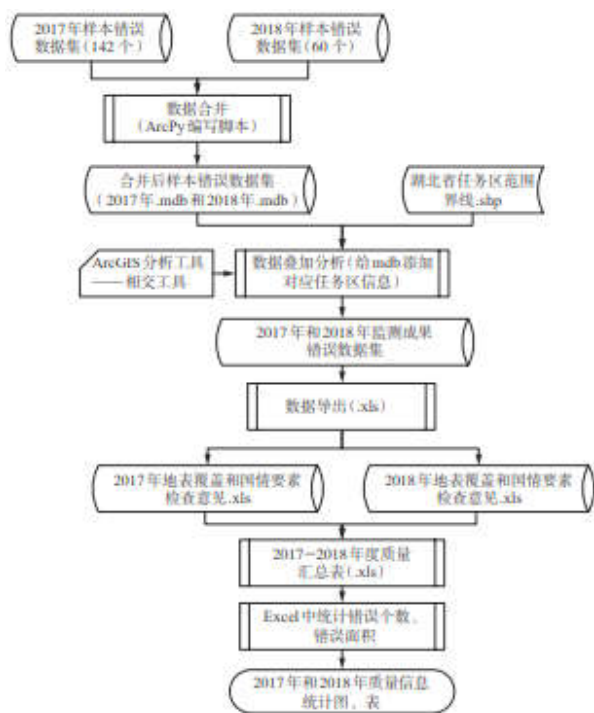 2017年样本错误
数据集(142个)
2018年样本错误
数据集(60个)
数据合并
(ArcPy编写脚本)
合并后样本错误数据集
(2017年.mdb和2018年.mdb)
湖北省任务区范围
界线.shp
ArcGIS分析工具
——相交工具
数据叠加分析(给mdb添加
对应任务区信息)
2017年和2018年监测成果
错误数据集
数据导出(.xls)
2017年地表覆盖和国情要素
检查意见.xls
2018年地表覆盖和国情要素
检查意见.xls
2017-2018年度质量
汇总表(.xls)
Excel中统计错误个数、
错误面积
2017年和2018年质量信息
统计图、表